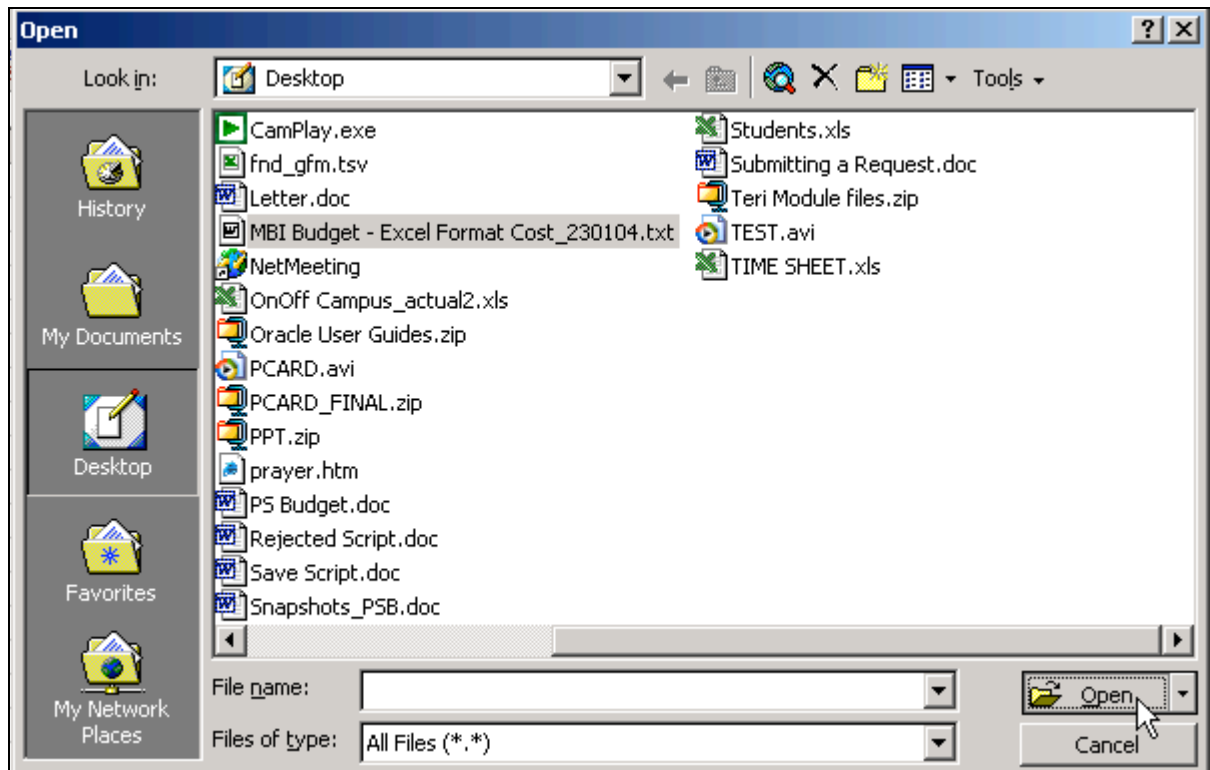 Open
Look in:
Desktop
Tools
History
My Documents
Desktop
Favorites
My Network
Places
CamPlay.exe
fnd_gfm.tsv
Letter.doc
MBI Budget - Excel Format Cost_230104.txt
NetMeeting
OnOff Campus_actual2.xls
Oracle User Guides.zip
PCARD.avi
PCARD_FINAL.zip
PPT.zip
prayer.htm
PS Budget.doc
Rejected Script.doc
Save Script.doc
Snapshots_PSB.doc
Students.xls
Submitting a Request.doc
Teri Module files.zip
TEST.avi
TIME SHEET.xls
File name:
Open
Files of type:
All Files (*.*)
Cancel